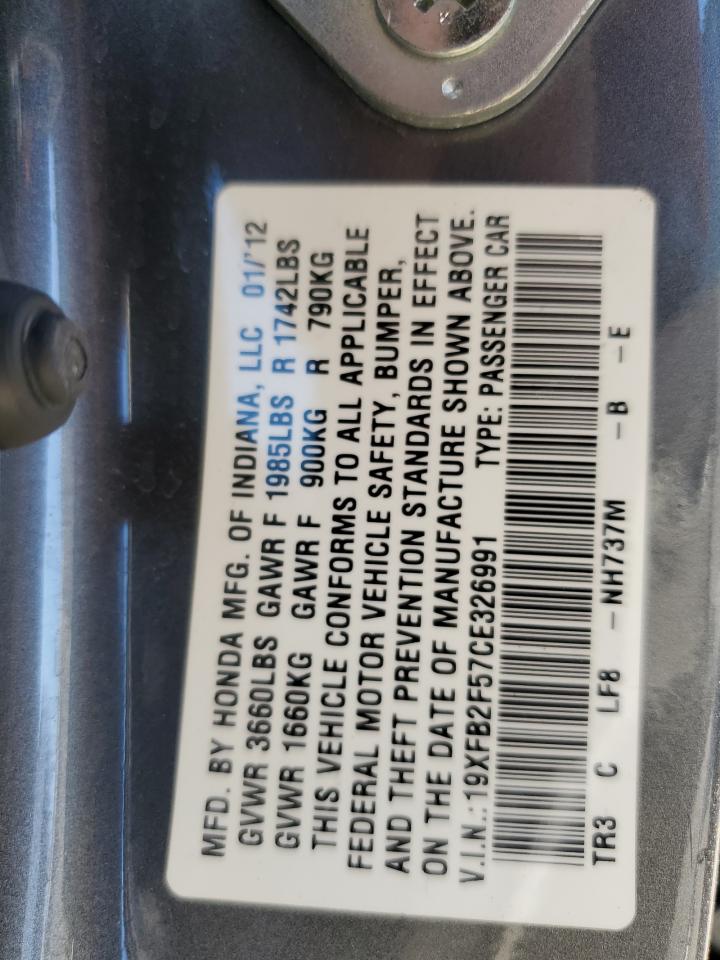 MFD. BY HONDA MFG. OF INDIANA, LLC 01/'12
GVWR 3660LBS GAWR F 1985LBS R 1742LBS
GVWR 1660KG GAWR F 900KG R 790KG
THIS VEHICLE CONFORMS TO ALL APPLICABLE
FEDERAL MOTOR VEHICLE SAFETY, BUMPER,
AND THEFT PREVENTION STANDARDS IN EFFECT
ON THE DATE OF MANUFACTURE SHOWN ABOVE.
V.I.N.:19XFB2F57CE326991 TYPE: PASSENGER CAR
TR3 C LF8 -NH737M -B -E